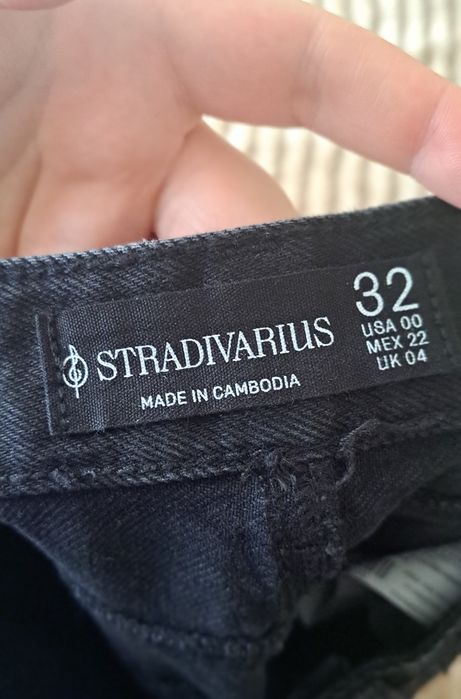 STRADIVARIUS
MADE IN CAMBODIA
32
USA 00
MEX 22
UK 04